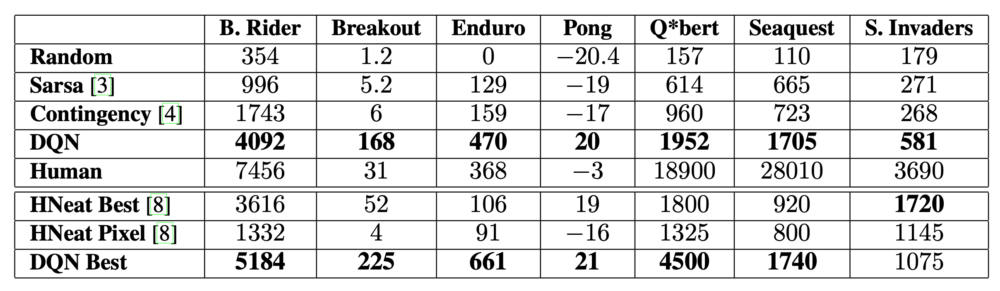 B. Rider Breakout Enduro Pong Q*bert Seaquest S. Invaders
Random 354 1.2 0 −20.4 157 110 179
Sarsa [3] 996 5.2 129 −19 614 665 271
Contingency [4] 1743 6 159 −17 960 723 268
DQN 4092 168 470 20 1952 1705 581
Human 7456 31 368 −3 18900 28010 3690
HNeat Best [8] 3616 52 106 19 1800 920 1720
HNeat Pixel [8] 1332 4 91 −16 1325 800 1145
DQN Best 5184 225 661 21 4500 1740 1075